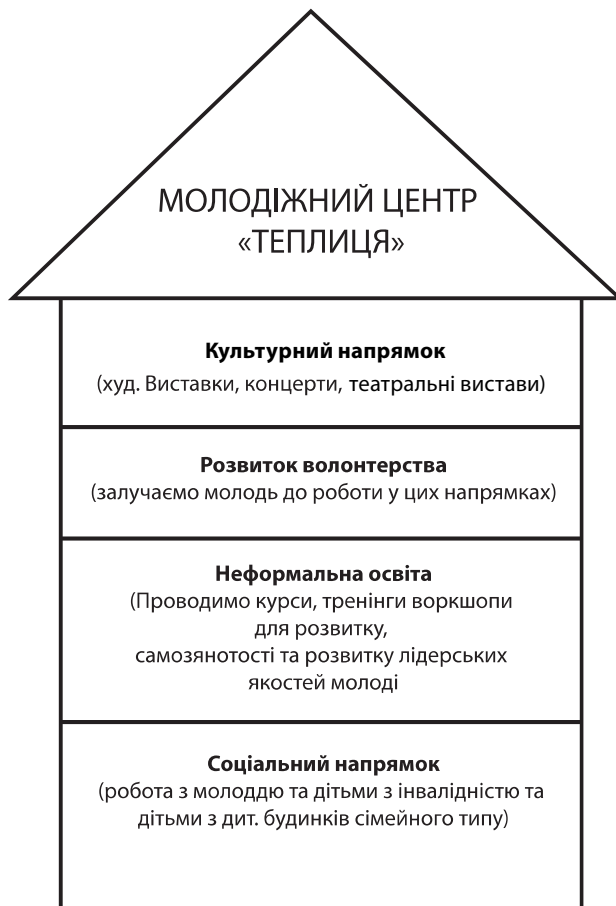 МОЛОДІЖНИЙ ЦЕНТР
«ТЕПЛИЦЯ»
Культурний напрямок
(худ. Виставки, концерти, театральні вистави)
Розвиток волонтерства
(залучаємо молодь до роботи у цих напрямках)
Неформальна освіта
(Проводимо курси, тренінги воркшопи
для розвитку,
самозянотості та розвитку лідерських
якостей молоді
Соціальний напрямок
(робота з молоддю та дітьми з інвалідністю та
дітьми з дит. будинків сімейного типу)